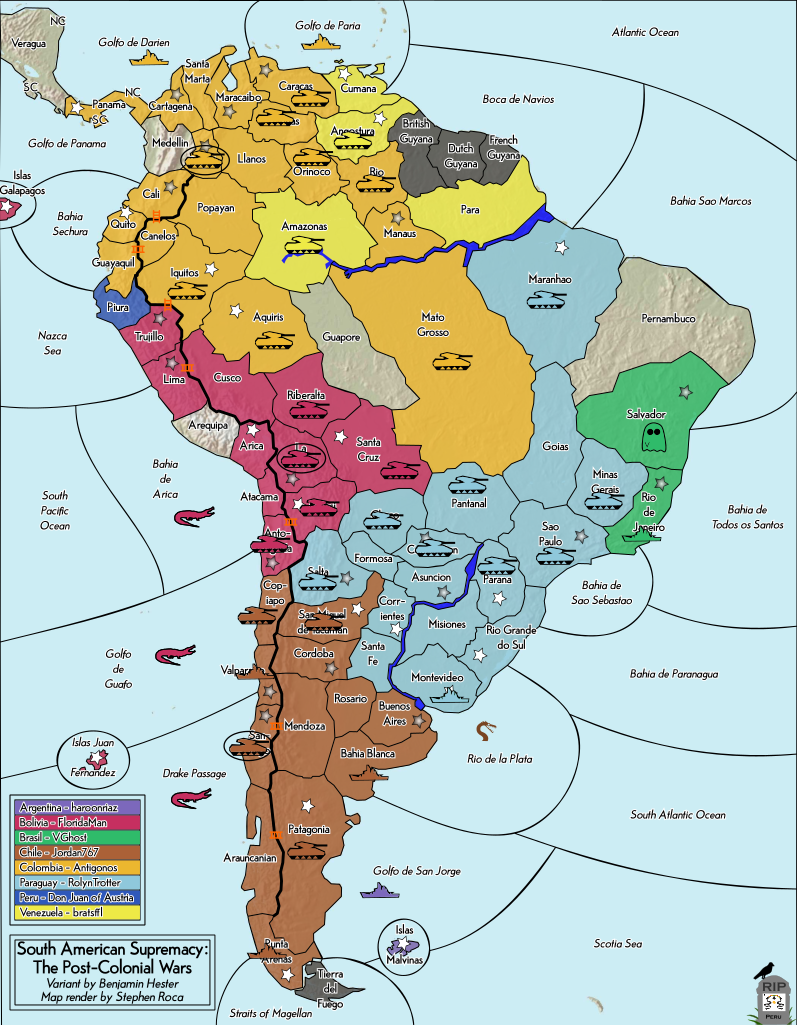 NC
Veragua
Golfo de Darien
Golfo de Paria
Atlantic Ocean
Santa
Marta
SC
NC
Panama
SC
Cartagena
Maracaibo
Caracas
Cumana
Boca de Navios
Golfo de Panama
Medellin
Llanos
Angostura
British
Guyana
Dutch
Guyana
French
Guyana
Orinoco
Rio
Islas
Galapagos
Cali
Popayan
Bahia
Sechura
Quito
Canelos
Amazonas
Manaus
Para
Bahia Sao Marcos
Guayaquil
Iquitos
Maranhao
Piura
Aquiris
Mato
Grosso
Pernambuco
Nazca
Sea
Trujillo
Guapore
Lima
Cusco
Riberalta
Salvador
V
Arequipa
Arica
La
Santa
Cruz
Goias
Bahia
de
Arica
Minas
Gerais
South
Pacific
Ocean
Atacama
Pantanal
Rio
de
Janeiro
Bahia de
Todos os Santos
Anto-
Sao
Paulo
Formosa
Salta
Asuncion
Parana
Cop-
iapo
Corr-
ientes
Bahia de
Sao Sebastao
San Miguel
de Tucuman
Misiones
Rio Grande
do Sul
Golfo
de
Guafo
Cordoba
Santa
Fe
Bahia de Paranagua
Montevideo
Rosario
Buenos
Aires
Mendoza
Islas Juan
Fernandez
Bahia Blanca
Rio de la Plata
Drake Passage
Argentina - haroonriaz
Bolivia - FloridaMan
Brasil - VGhost
Chile - Jordan767
Colombia - Antigonos
Paraguay - RolynTrotter
Peru - Don Juan of Austria
Venezuela - bratsffl
Patagonia
South Atlantic Ocean
Araucanian
Golfo de San Jorge
Islas
Malvinas
Scotia Sea
South American Supremacy:
The Post-Colonial Wars
Variant by Benjamin Hester
Map render by Stephen Roca
Punta
Arenas
Tierra
del
Fuego
Straits of Magellan
RIP
PERU